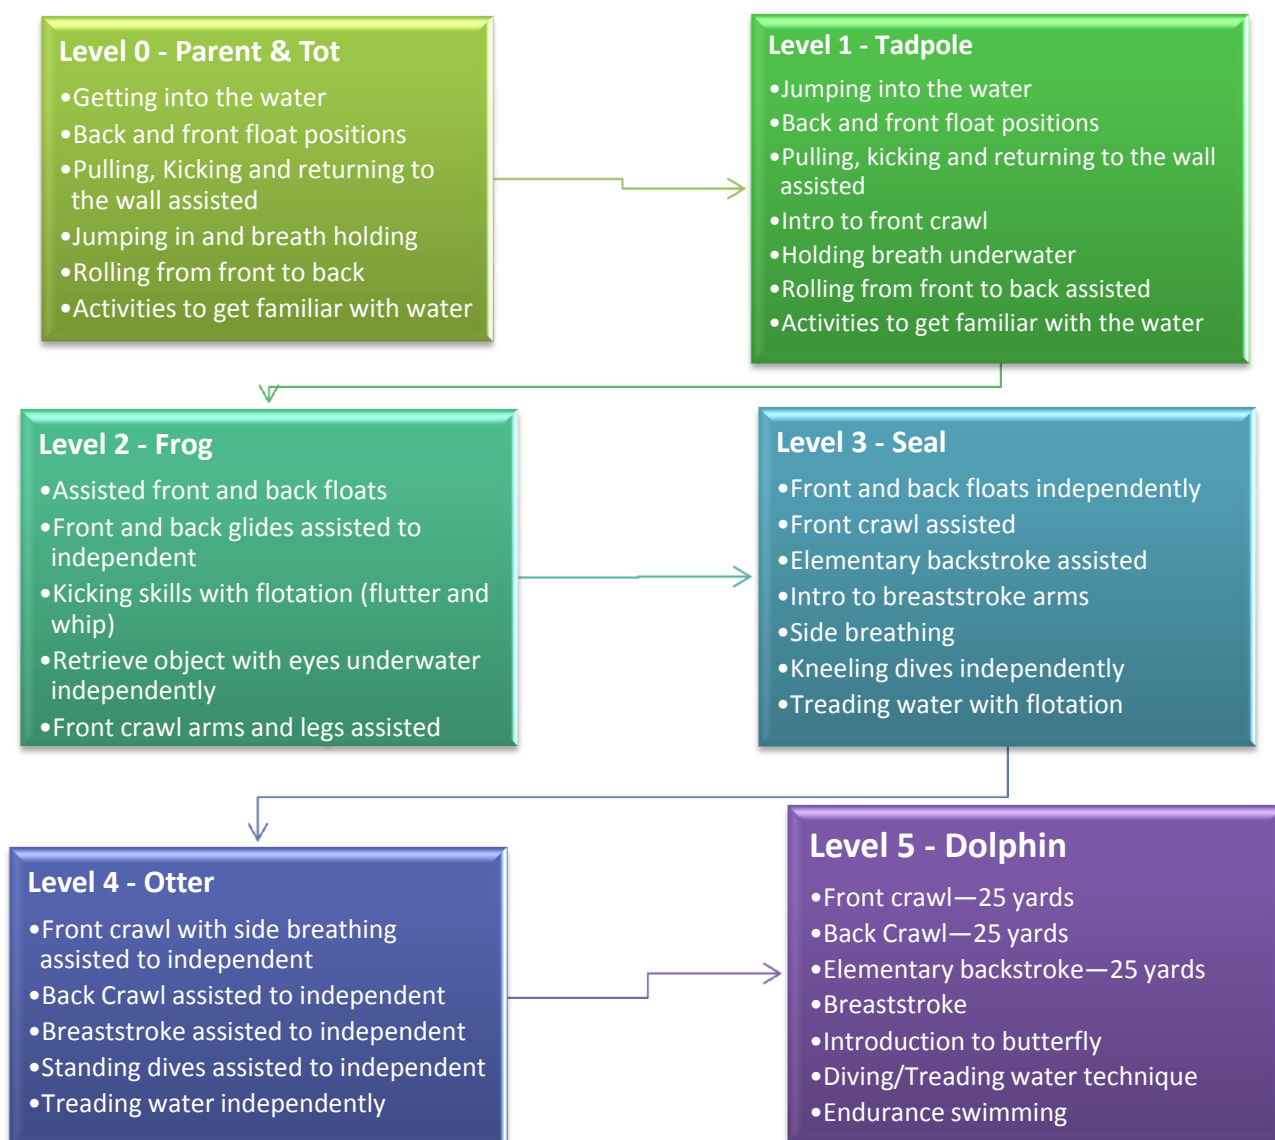 Level 0 - Parent & Tot
•Getting into the water
•Back and front float positions
•Pulling, Kicking and returning to
the wall assisted
•Jumping in and breath holding
•Rolling from front to back
•Activities to get familiar with water
Level 1 - Tadpole
•Jumping into the water
•Back and front float positions
•Pulling, kicking and returning to the wall
assisted
•Intro to front crawl
•Holding breath underwater
•Rolling from front to back assisted
•Activities to get familiar with the water
Level 2 - Frog
•Assisted front and back floats
•Front and back glides assisted to
independent
•Kicking skills with flotation (flutter and
whip)
•Retrieve object with eyes underwater
independently
•Front crawl arms and legs assisted
Level 3 - Seal
•Front and back floats independently
•Front crawl assisted
•Elementary backstroke assisted
•Intro to breaststroke arms
•Side breathing
•Kneeling dives independently
•Treading water with flotation
Level 4 - Otter
•Front crawl with side breathing
assisted to independent
•Back Crawl assisted to independent
•Breaststroke assisted to independent
•Standing dives assisted to independent
•Treading water independently
Level 5 - Dolphin
•Front crawl—25 yards
•Back Crawl—25 yards
•Elementary backstroke—25 yards
•Breaststroke
•Introduction to butterfly
•Diving/Treading water technique
•Endurance swimming